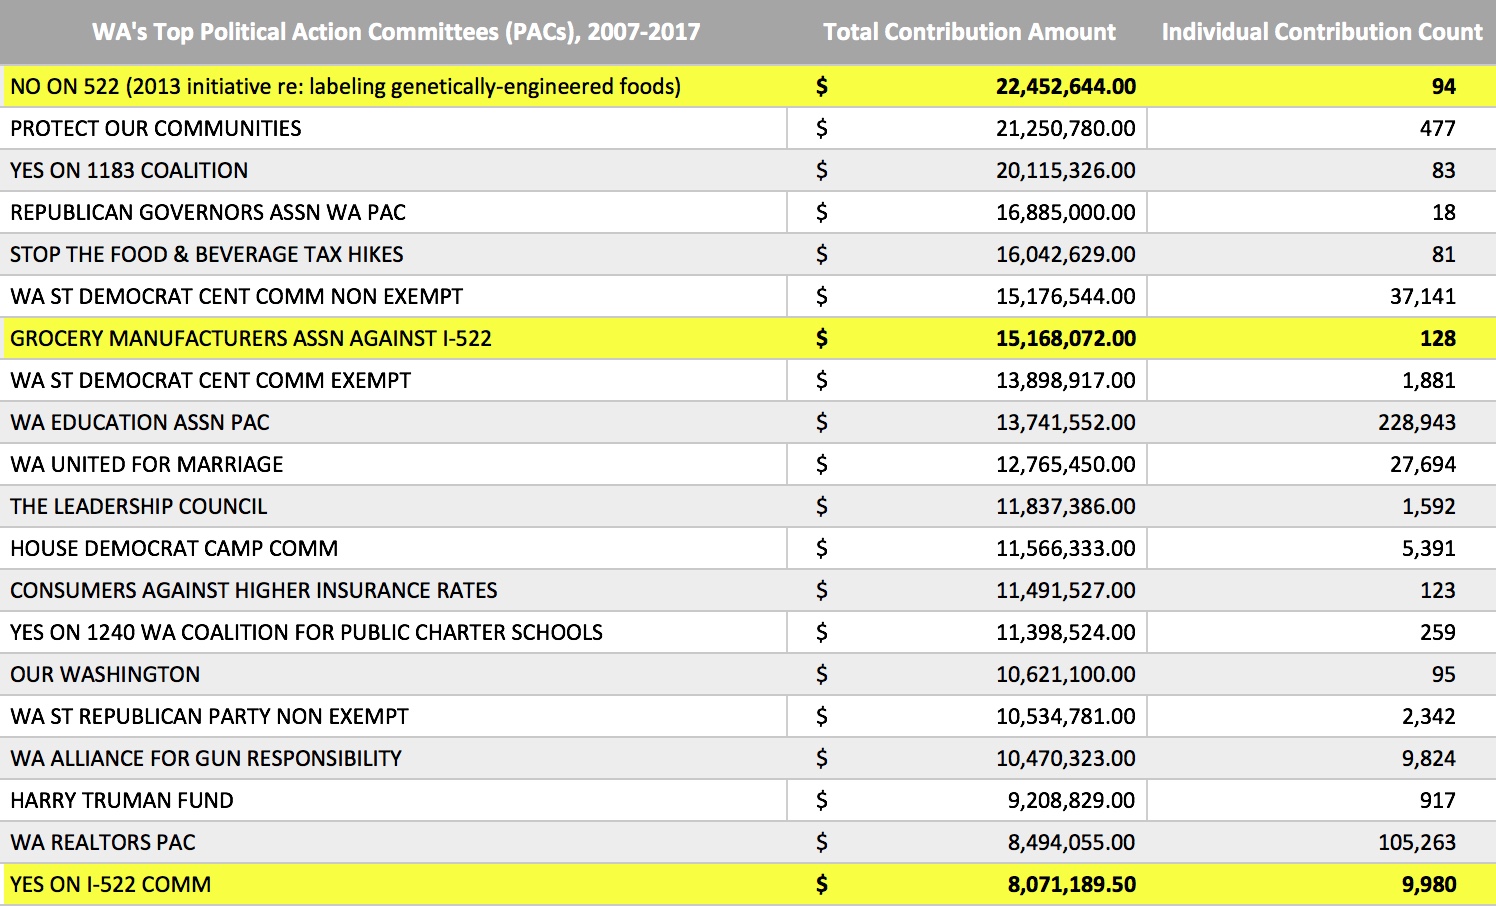 WA's Top Political Action Committees (PACs), 2007-2017 Total Contribution Amount Individual Contribution Count
NO ON 522 (2013 initiative re: labeling genetically-engineered foods) $ 22,452,644.00 94
PROTECT OUR COMMUNITIES $ 21,250,780.00 477
YES ON 1183 COALITION $ 20,115,326.00 83
REPUBLICAN GOVERNORS ASSN WA PAC $ 16,885,000.00 18
STOP THE FOOD & BEVERAGE TAX HIKES $ 16,042,629.00 81
WA ST DEMOCRAT CENT COMM NON EXEMPT $ 15,176,544.00 37,141
GROCERY MANUFACTURERS ASSN AGAINST I-522 $ 15,168,072.00 128
WA ST DEMOCRAT CENT COMM EXEMPT $ 13,898,917.00 1,881
WA EDUCATION ASSN PAC $ 13,741,552.00 228,943
WA UNITED FOR MARRIAGE $ 12,765,450.00 27,694
THE LEADERSHIP COUNCIL $ 11,837,386.00 1,592
HOUSE DEMOCRAT CAMP COMM $ 11,566,333.00 5,391
CONSUMERS AGAINST HIGHER INSURANCE RATES $ 11,491,527.00 123
YES ON 1240 WA COALITION FOR PUBLIC CHARTER SCHOOLS $ 11,398,524.00 259
OUR WASHINGTON $ 10,621,100.00 95
WA ST REPUBLICAN PARTY NON EXEMPT $ 10,534,781.00 2,342
WA ALLIANCE FOR GUN RESPONSIBILITY $ 10,470,323.00 9,824
HARRY TRUMAN FUND $ 9,208,829.00 917
WA REALTORS PAC $ 8,494,055.00 105,263
YES ON I-522 COMM $ 8,071,189.50 9,980